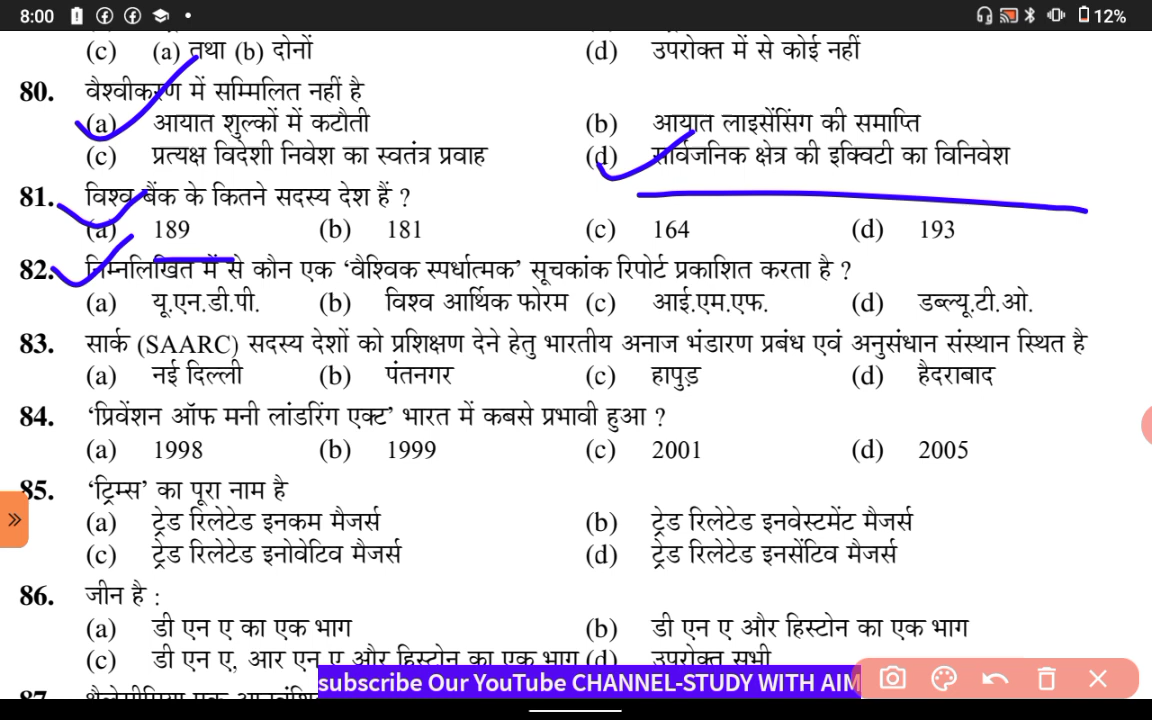 8:00 12%
(c) (a) तथा (b) दोनों (d) उपरोक्त में से कोई नहीं
80. वैश्वीकरण में सम्मिलित नहीं है
(a) आयात शुल्कों में कटौती (b) आयात लाइसेंसिंग की समाप्ति
(c) प्रत्यक्ष विदेशी निवेश का स्वतंत्र प्रवाह (d) सार्वजनिक क्षेत्र की इक्विटी का विनिवेश
81. विश्व बैंक के कितने सदस्य देश हैं ?
(a) 189 (b) 181 (c) 164 (d) 193
82. निम्नलिखित में से कौन एक ‘वैश्विक स्पर्धात्मक’ सूचकांक रिपोर्ट प्रकाशित करता है ?
(a) यू.एन.डी.पी. (b) विश्व आर्थिक फोरम (c) आई.एम.एफ. (d) डब्ल्यू.टी.ओ.
83. सार्क (SAARC) सदस्य देशों को प्रशिक्षण देने हेतु भारतीय अनाज भंडारण प्रबंध एवं अनुसंधान संस्थान स्थित है
(a) नई दिल्ली (b) पंतनगर (c) हापुड़ (d) हैदराबाद
84. ‘प्रिवेंशन ऑफ मनी लांडरिंग एक्ट’ भारत में कबसे प्रभावी हुआ ?
(a) 1998 (b) 1999 (c) 2001 (d) 2005
85. ‘ट्रिम्स’ का पूरा नाम है
(a) ट्रेड रिलेटेड इनकम मैजर्स (b) ट्रेड रिलेटेड इनवेस्टमेंट मैजर्स
(c) ट्रेड रिलेटेड इनोवेटिव मैजर्स (d) ट्रेड रिलेटेड इनसेंटिव मैजर्स
86. जीन है :
(a) डी एन ए का एक भाग (b) डी एन ए और हिस्टोन का एक भाग
(c) डी एन ए, आर एन ए और हिस्टोन का एक भाग (d) उपरोक्त सभी
subscribe Our YouTube CHANNEL-STUDY WITH AIM